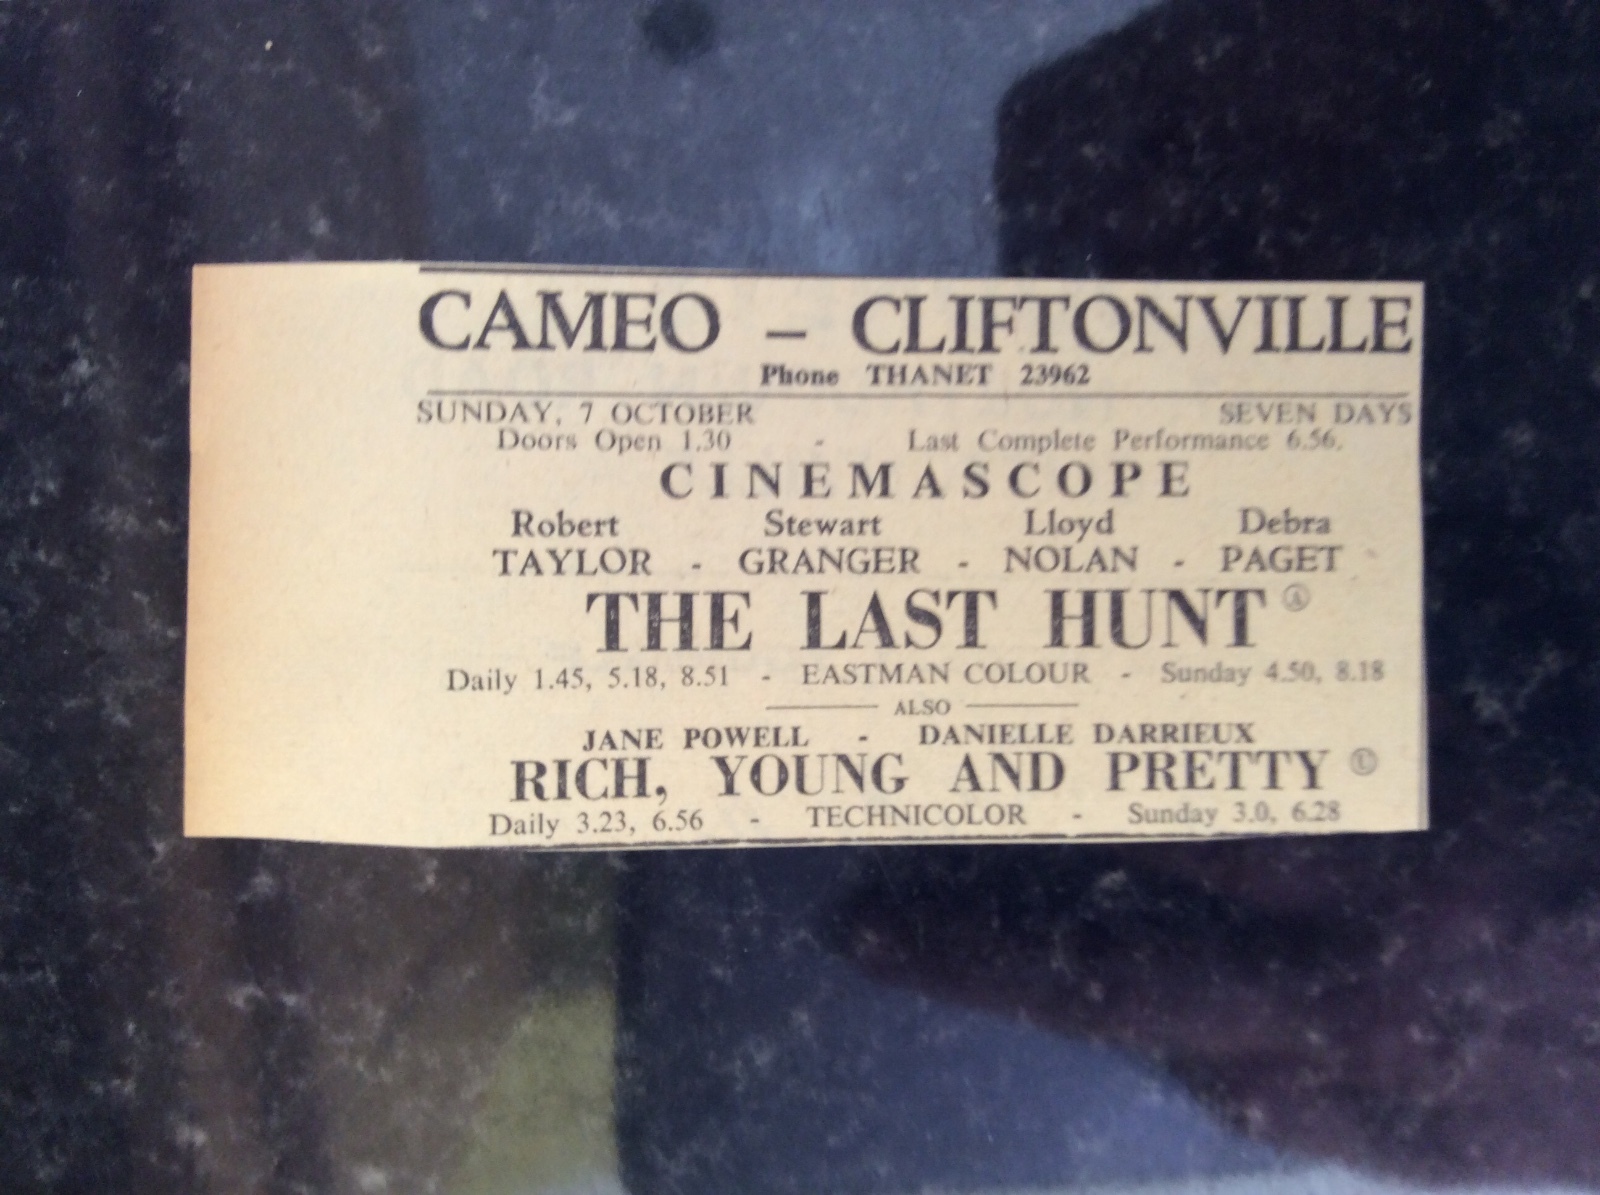 CAMEO – CLIFTONVILLE
Phone THANET 23962
SUNDAY, 7 OCTOBER SEVEN DAYS
Doors Open 1.30 - Last Complete Performance 6.56.
CINEMASCOPE
Robert Stewart Lloyd Debra
TAYLOR - GRANGER - NOLAN - PAGET
THE LAST HUNT Ⓐ
Daily 1.45, 5.18, 8.51 - EASTMAN COLOUR - Sunday 4.50, 8.18
ALSO
JANE POWELL - DANIELLE DARRIEUX
RICH, YOUNG AND PRETTY Ⓤ
Daily 3.23, 6.56 - TECHNICOLOR - Sunday 3.0, 6.28